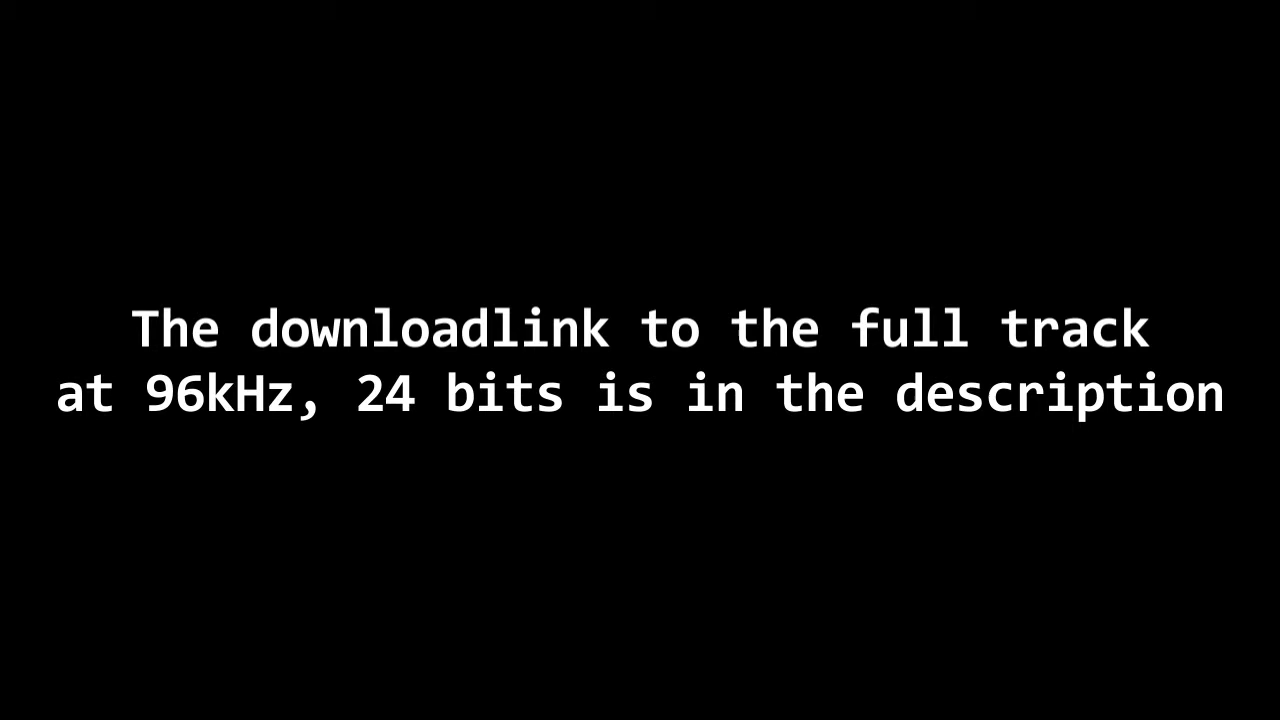 The downloadlink to the full track
at 96kHz, 24 bits is in the description